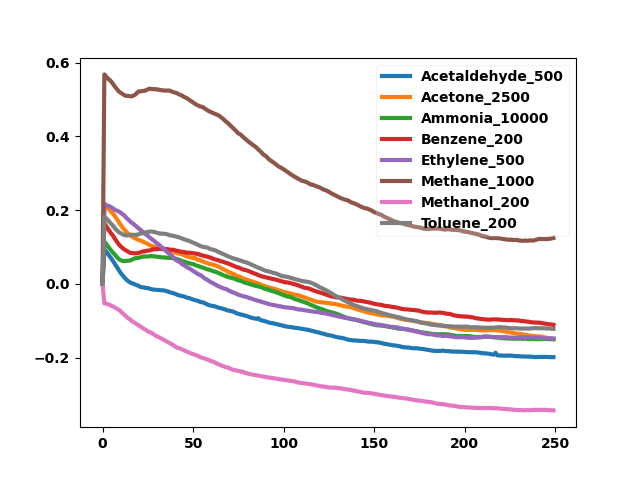 0.6
0.4
0.2
0.0
−0.2
0
50
100
150
200
250
Acetaldehyde_500
Acetone_2500
Ammonia_10000
Benzene_200
Ethylene_500
Methane_1000
Methanol_200
Toluene_200